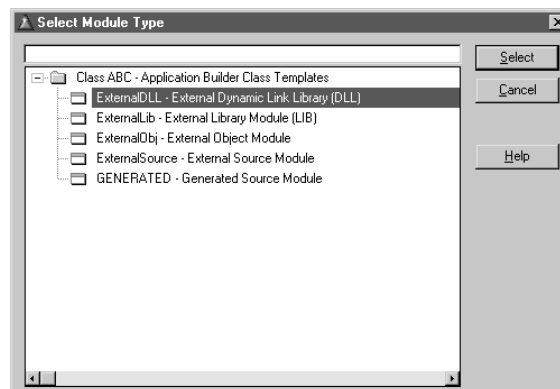 Select Module Type
Select
Class ABC - Application Builder Class Templates
Cancel
ExternalDLL - External Dynamic Link Library (DLL)
ExternalLib - External Library Module (LIB)
ExternalObj - External Object Module
ExternalSource - External Source Module
Help
GENERATED - Generated Source Module